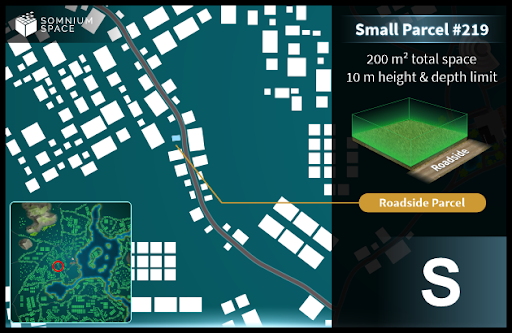 SOMNIUM
SPACE
Small Parcel #219
200 m² total space
10 m height & depth limit
Roadside
Roadside Parcel
S